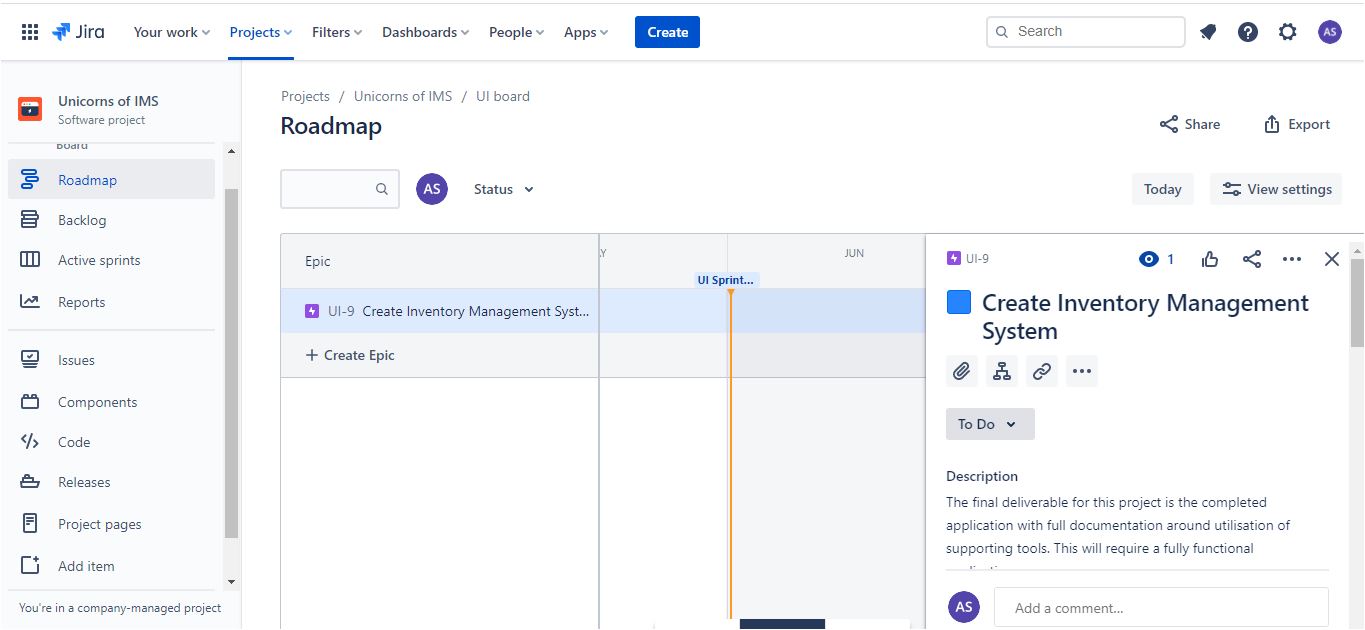 Jira
Your work
Projects
Filters
Dashboards
People
Apps
Create
Search
AS
Unicorns of IMS
Software project
Board
Roadmap
Backlog
Active sprints
Reports
Issues
Components
Code
Releases
Project pages
Add item
You're in a company-managed project
Projects / Unicorns of IMS / UI board
Roadmap
Share
Export
AS
Status
Today
View settings
Epic
JUN
UI Sprint...
UI-9 Create Inventory Management Syst...
+ Create Epic
UI-9
1
Create Inventory Management
System
To Do
Description
The final deliverable for this project is the completed
application with full documentation around utilisation of
supporting tools. This will require a fully functional
AS
Add a comment...